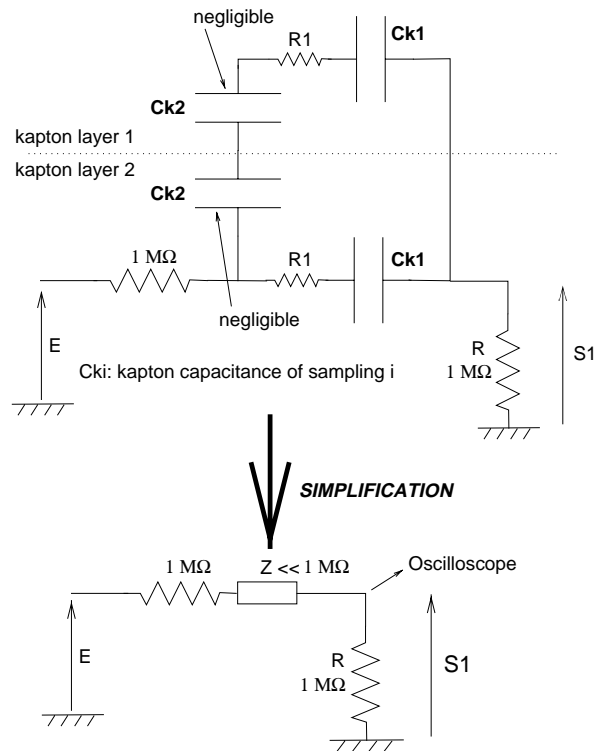 negligible
R1
Ck1
Ck2
kapton layer 1
kapton layer 2
Ck2
1 MΩ
R1
Ck1
negligible
E
R
1 MΩ
S1
Cki: kapton capacitance of sampling i
SIMPLIFICATION
1 MΩ
Z << 1 MΩ
Oscilloscope
E
R
1 MΩ
S1